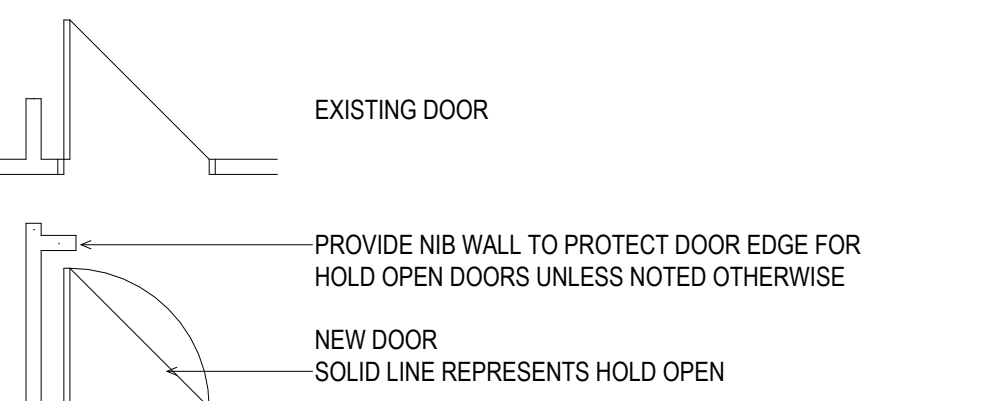 EXISTING DOOR
PROVIDE NIB WALL TO PROTECT DOOR EDGE FOR
HOLD OPEN DOORS UNLESS NOTED OTHERWISE
NEW DOOR
SOLID LINE REPRESENTS HOLD OPEN